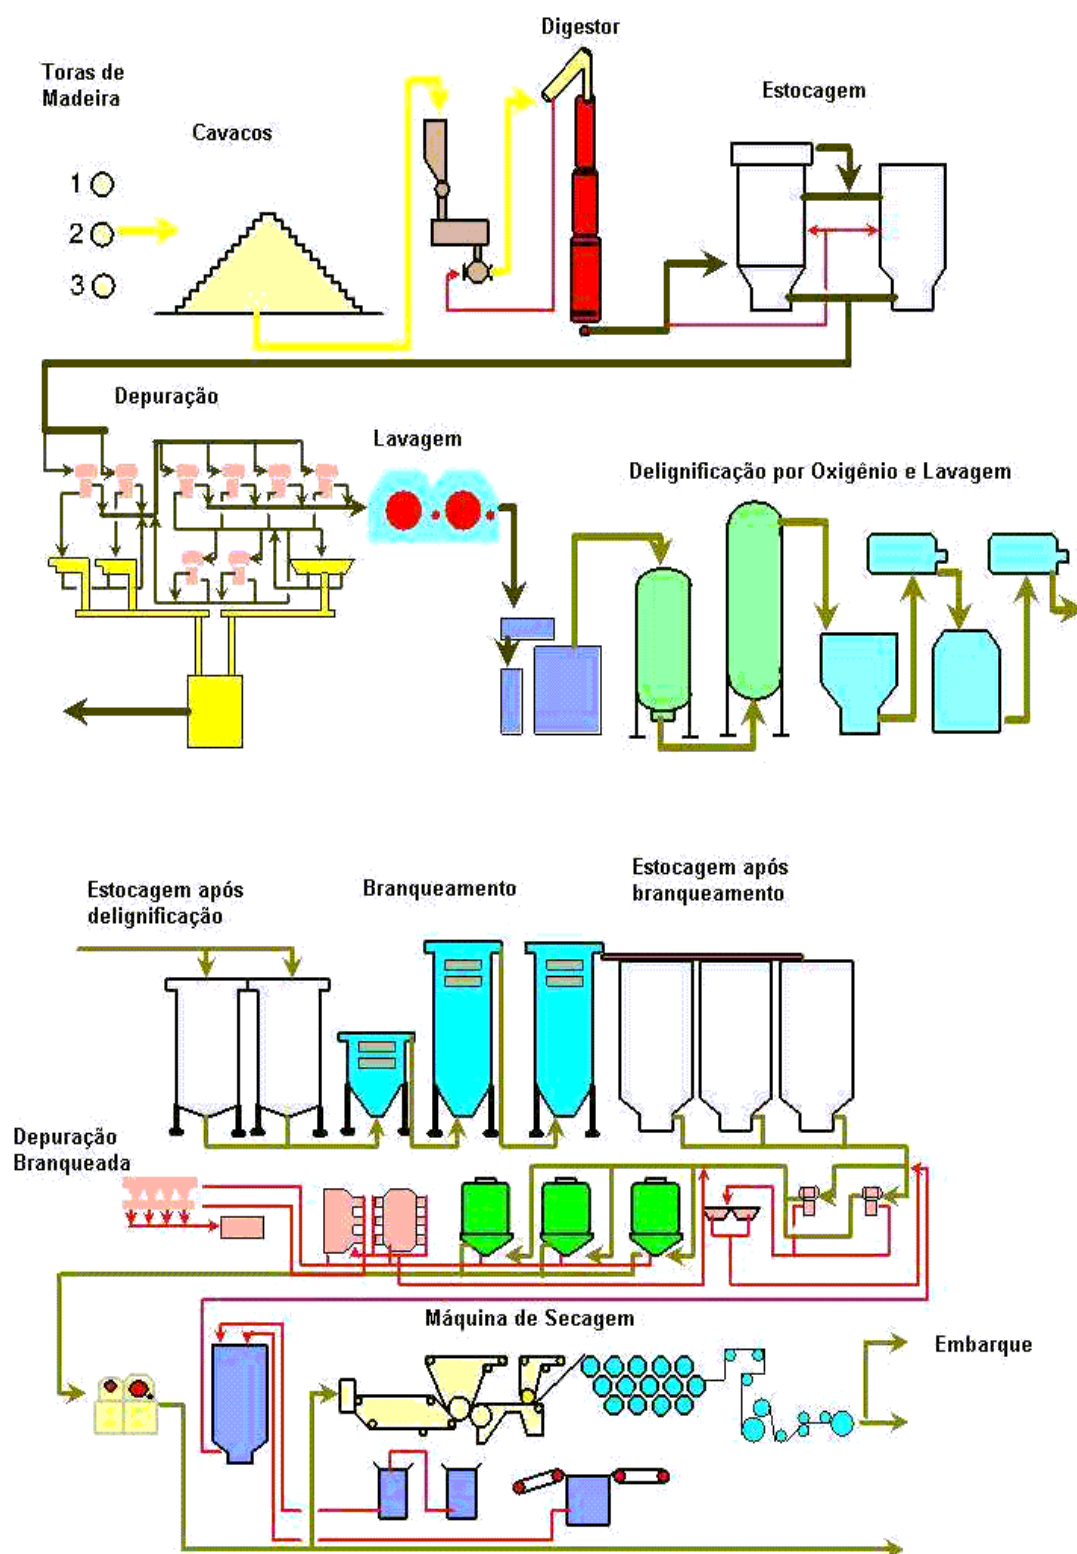 Digestor
Toras de
Madeira
Estocagem
Cavacos
1
2
3
Depuração
Lavagem
Delignificação por Oxigênio e Lavagem
Estocagem após
delignificação
Branqueamento
Estocagem após
branqueamento
Depuração
Branqueada
Máquina de Secagem
Embarque